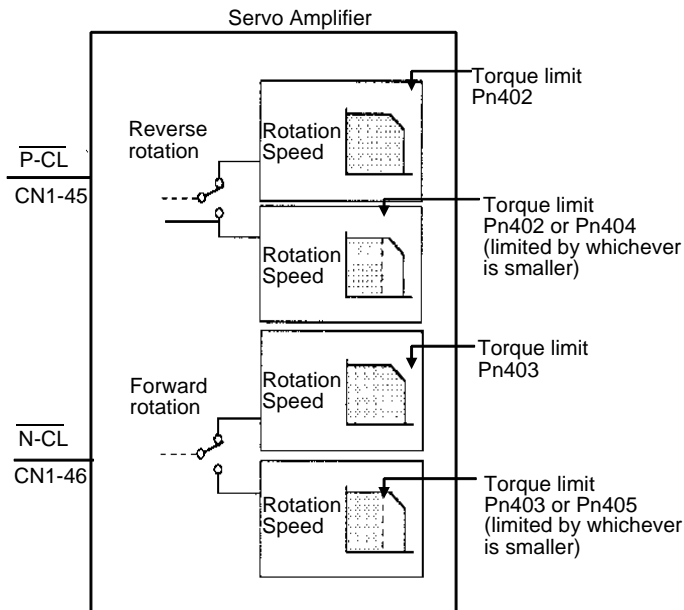 Servo Amplifier
Torque limit
Pn402
Reverse
rotation
Rotation
Speed
P-CL
CN1-45
Torque limit
Pn402 or Pn404
(limited by whichever
is smaller)
Rotation
Speed
Torque limit
Pn403
Rotation
Speed
Forward
rotation
N-CL
CN1-46
Torque limit
Pn403 or Pn405
(limited by whichever
is smaller)
Rotation
Speed